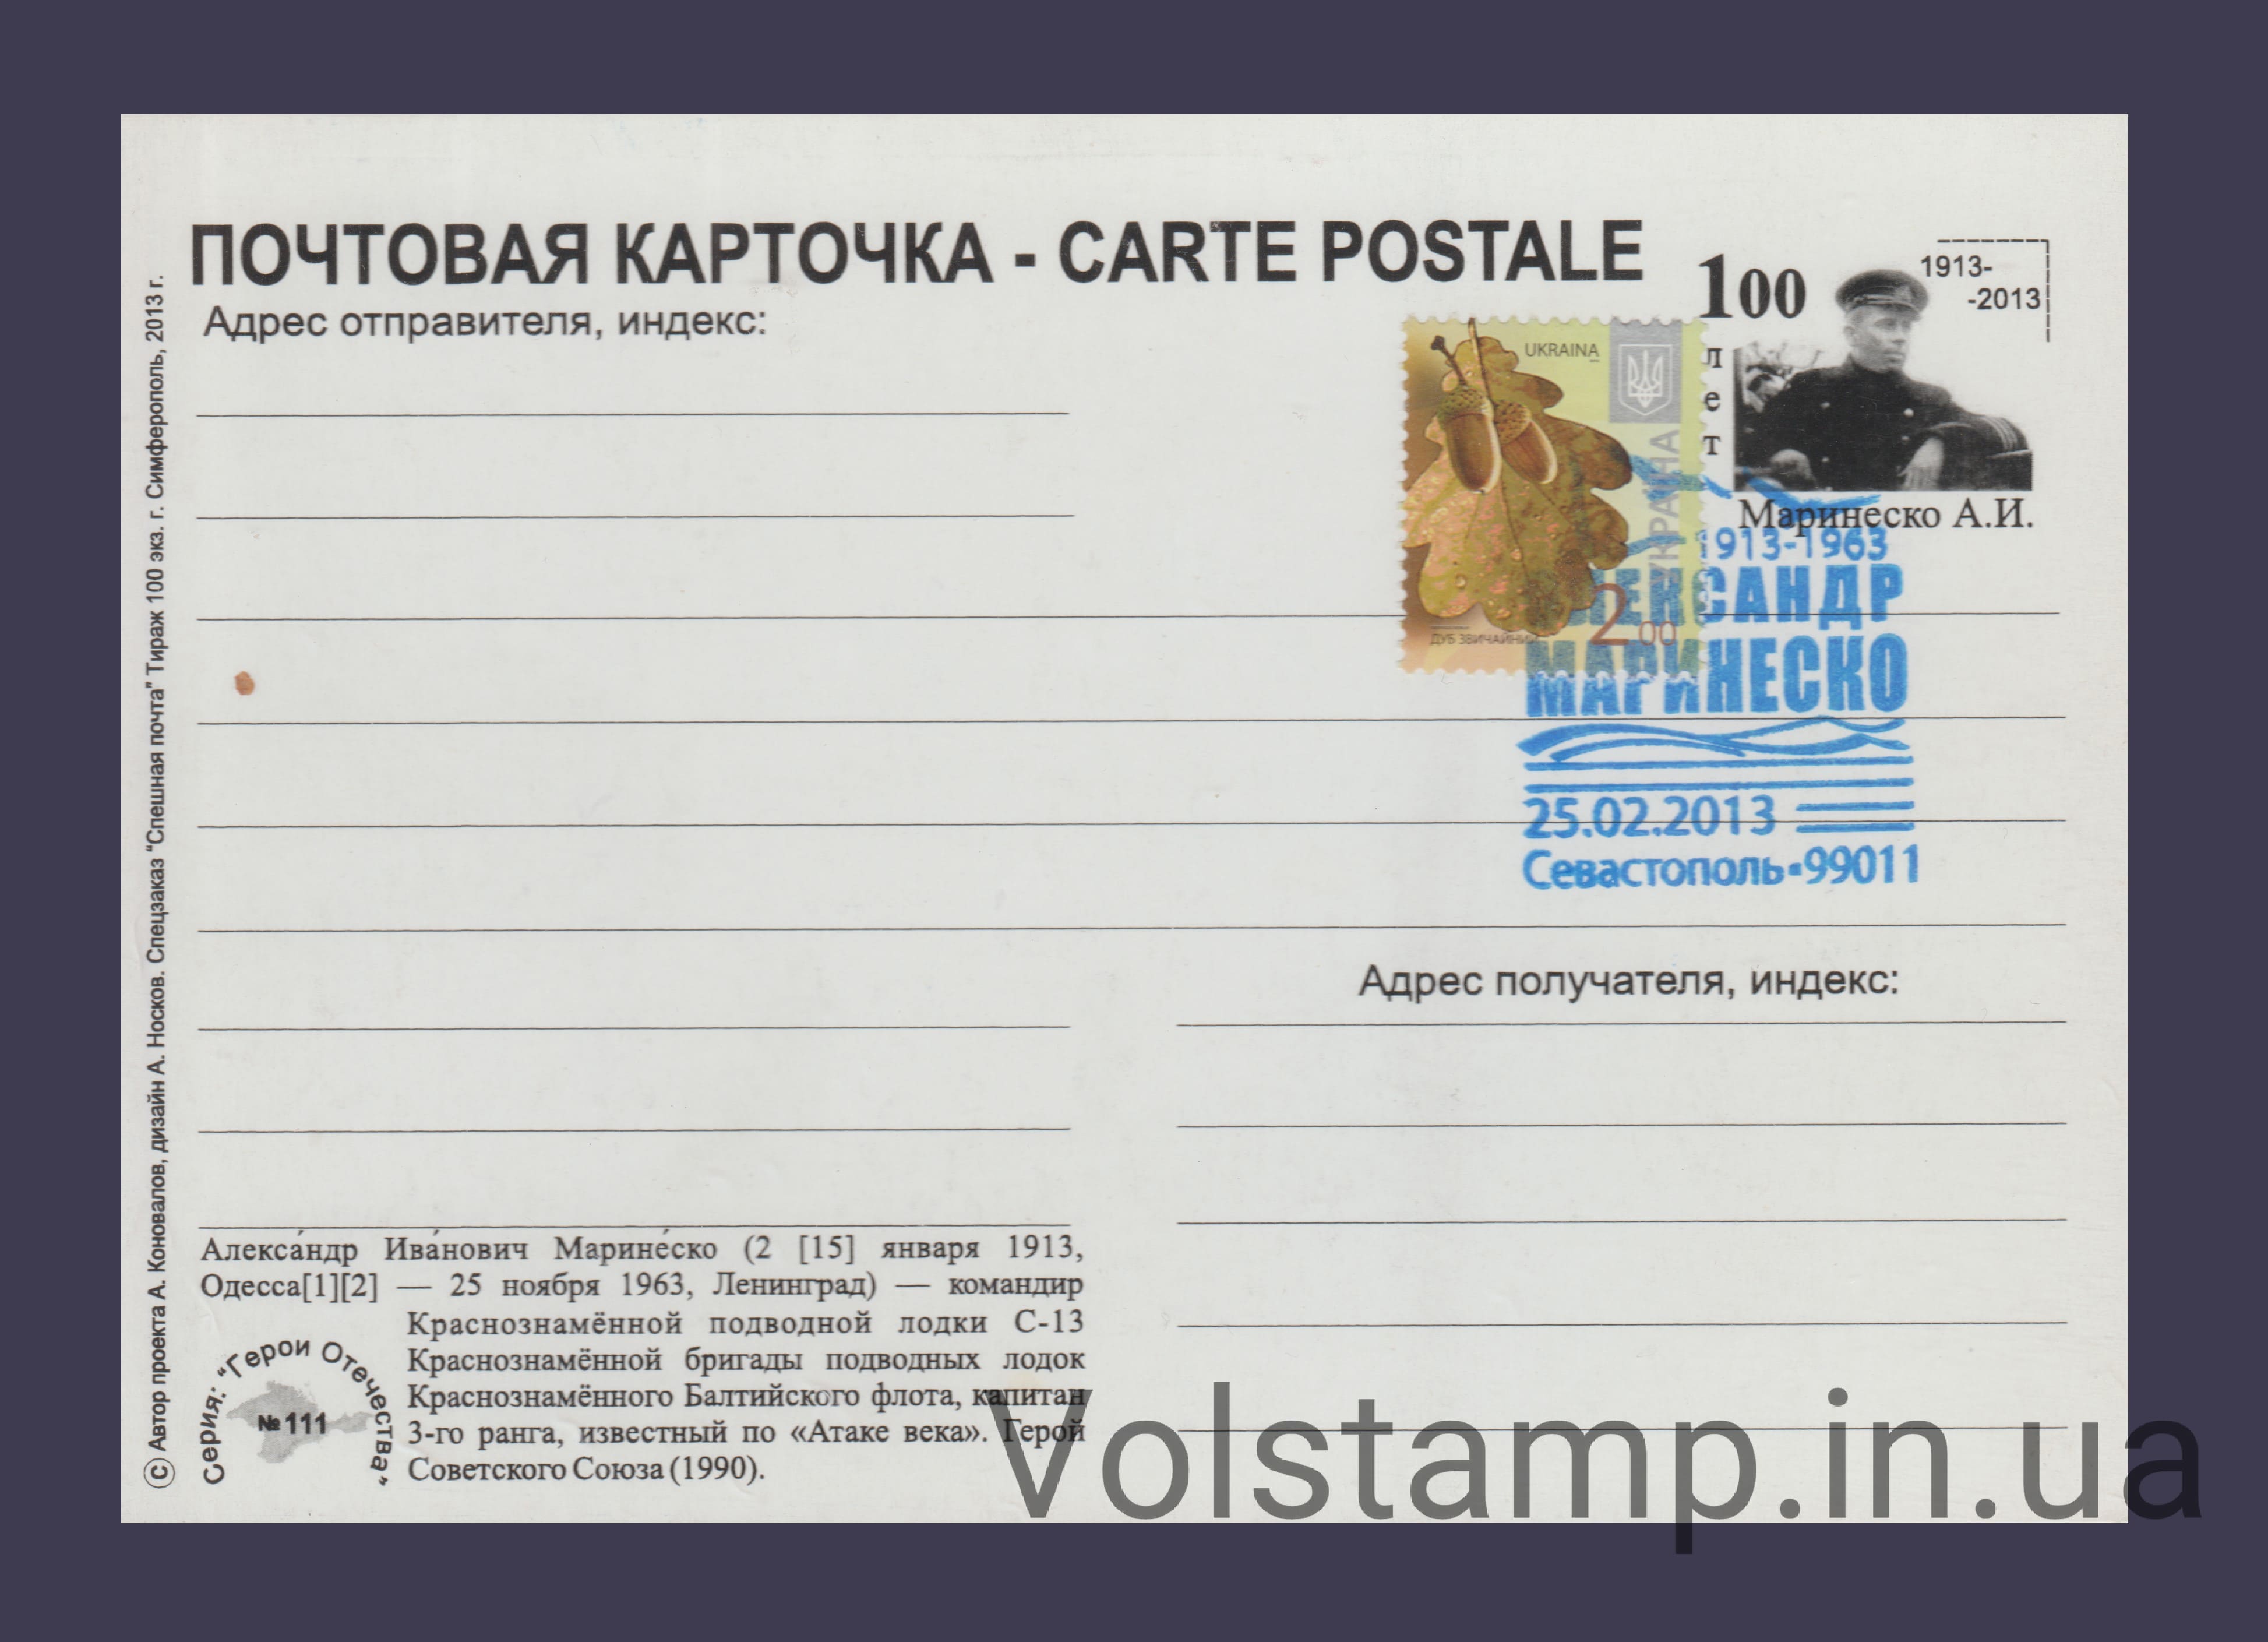 ПОЧТОВАЯ КАРТОЧКА - CARTE POSTALE
Адрес отправителя, индекс:
100
лет
1913-
-2013
Маринеско А.И.
UKRAINA
УКРАЇНА
ДУБ ЗВИЧАЙНИЙ
2.00
1913-1963
ОЛЕКСАНДР
МАРИНЕСКО
25.02.2013
Севастополь•99011
Адрес получателя, индекс:
Алекса́ндр Ива́нович Марине́ско (2 [15] января 1913,
Одесса[1][2] — 25 ноября 1963, Ленинград) — командир
Краснознамённой подводной лодки С-13
Краснознамённой бригады подводных лодок
Краснознамённого Балтийского флота, капитан
3-го ранга, известный по «Атаке века». Герой
Советского Союза (1990).
Серия: "Герои Отечества"
№111
© Автор проекта А. Коновалов, дизайн А. Носков. Спецзаказ "Спешная почта" Тираж 100 экз. г. Симферополь, 2013 г.
Volstamp.in.ua